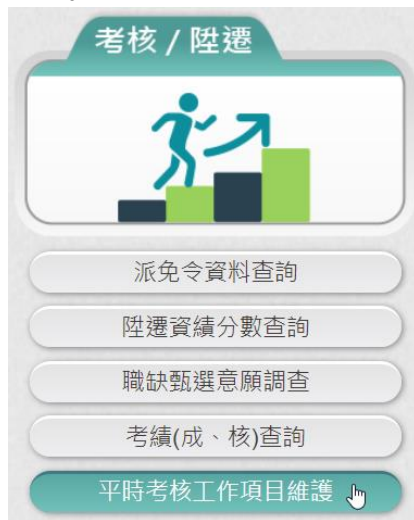 考核 / 陞遷
派免令資料查詢
陞遷資績分數查詢
職缺甄選意願調查
考績(成、核)查詢
平時考核工作項目維護